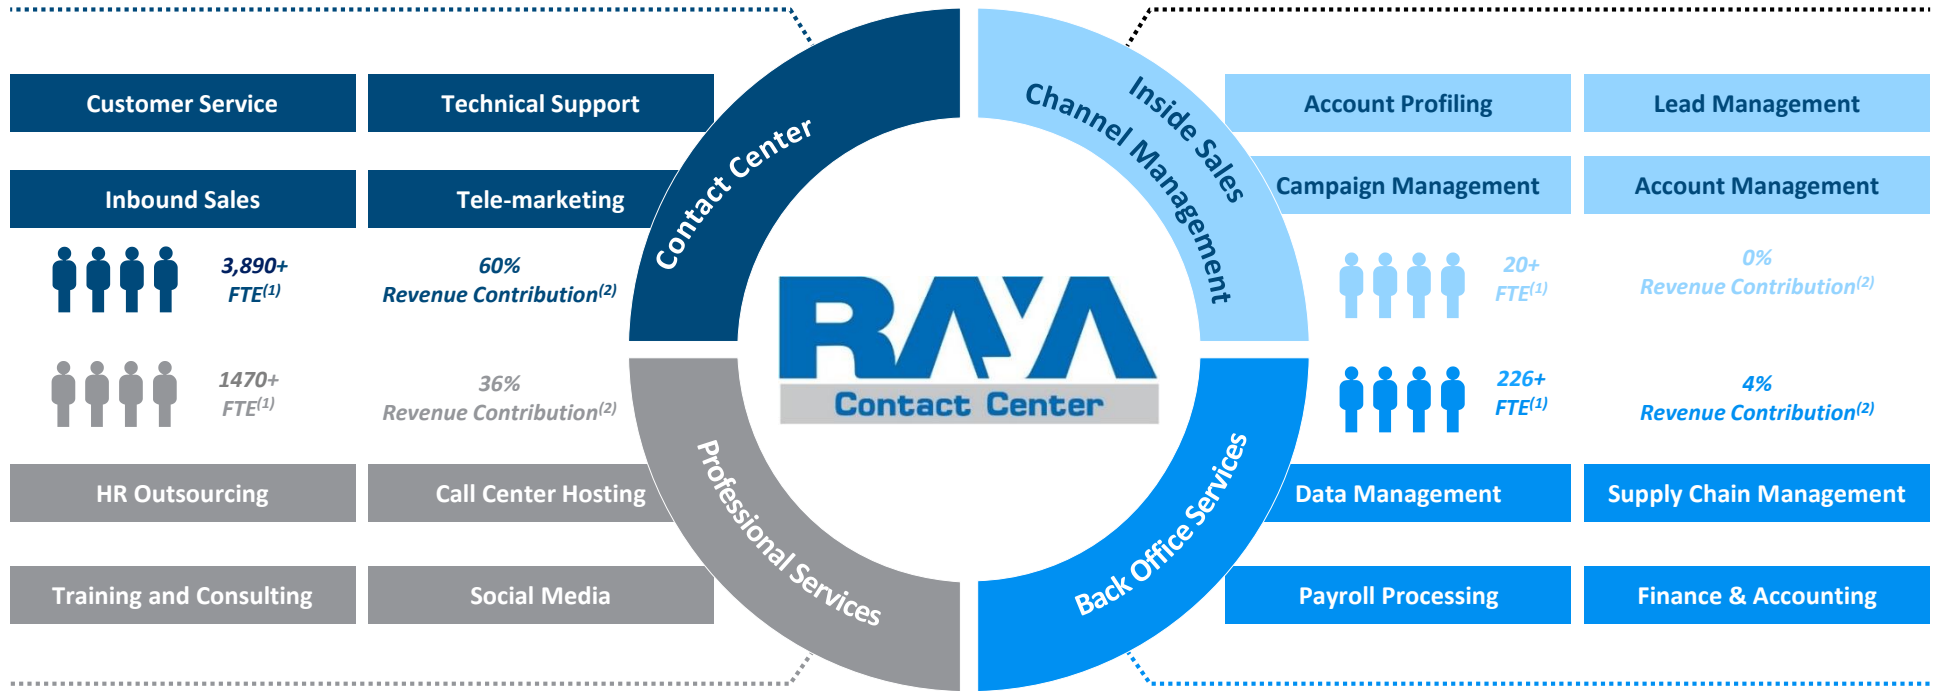 Customer Service
Technical Support
Inbound Sales
Tele-marketing
3,890+
FTE(1)
60%
Revenue Contribution(2)
Contact Center
Inside Sales
Channel Management
Account Profiling
Lead Management
Campaign Management
Account Management
20+
FTE(1)
0%
Revenue Contribution(2)
RAYA
Contact Center
1470+
FTE(1)
36%
Revenue Contribution(2)
HR Outsourcing
Call Center Hosting
Training and Consulting
Social Media
Professional Services
Back Office Services
226+
FTE(1)
4%
Revenue Contribution(2)
Data Management
Supply Chain Management
Payroll Processing
Finance & Accounting